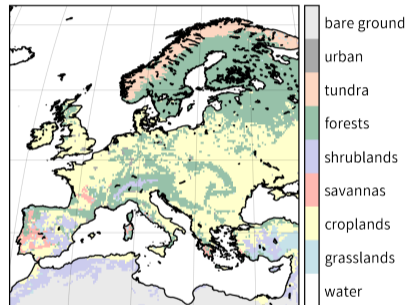 bare ground
urban
tundra
forests
shrublands
savannas
croplands
grasslands
water